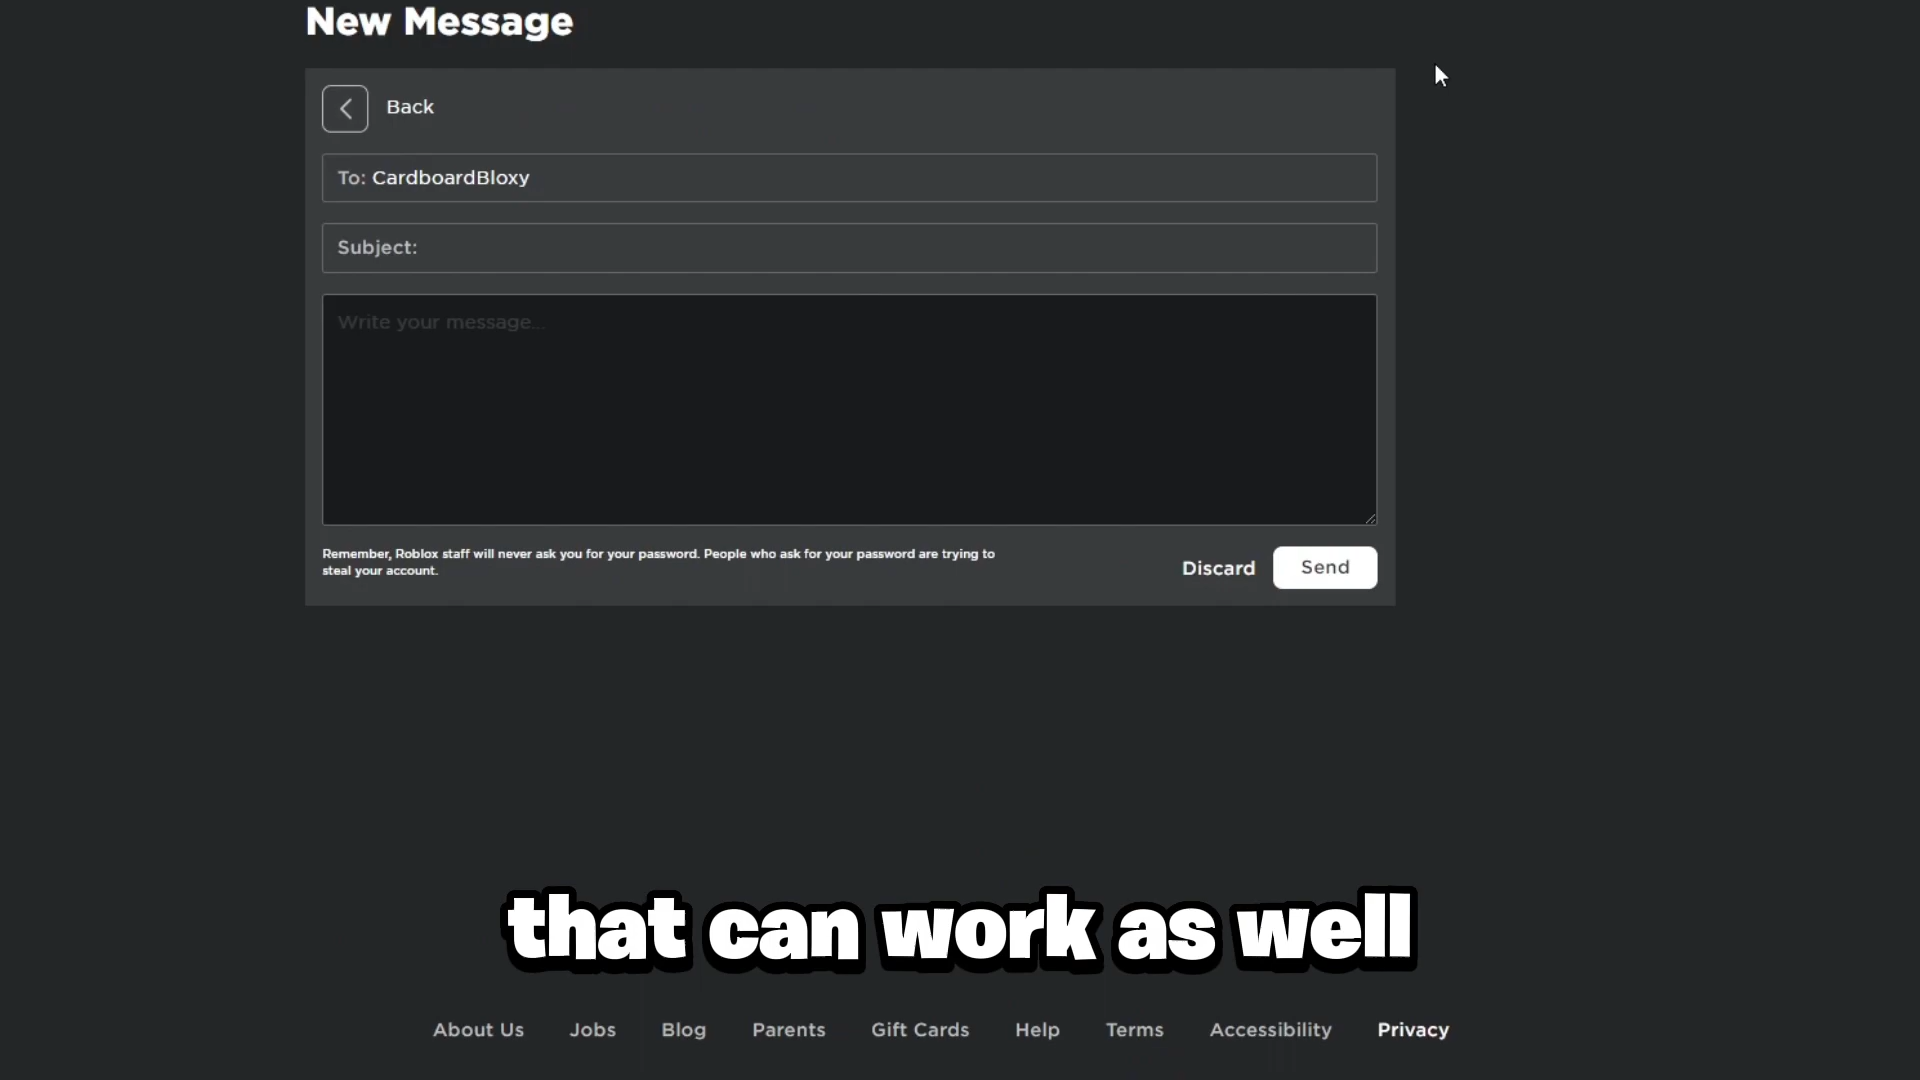 New Message
Back
To: CardboardBloxy
Subject:
Write your message...
Remember, Roblox staff will never ask you for your password. People who ask for your password are trying to
steal your account.
Discard
Send
that can work as well
About Us Jobs Blog Parents Gift Cards Help Terms Accessibility Privacy